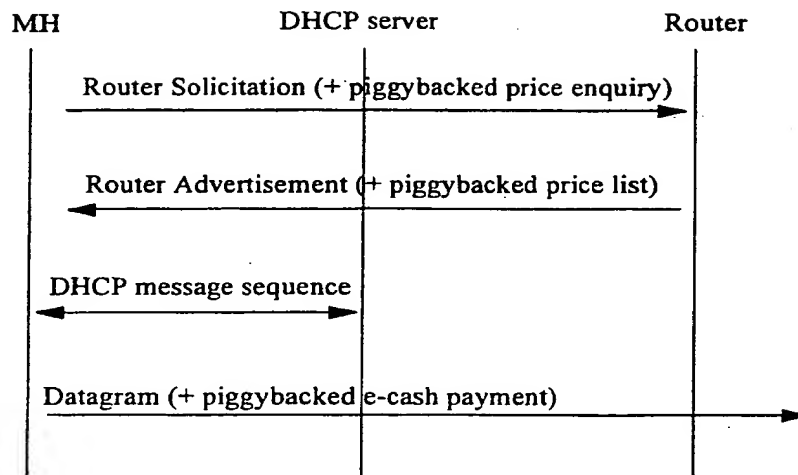 MH DHCP server Router
Router Solicitation (+ piggybacked price enquiry)
Router Advertisement (+ piggybacked price list)
DHCP message sequence
Datagram (+ piggybacked e-cash payment)